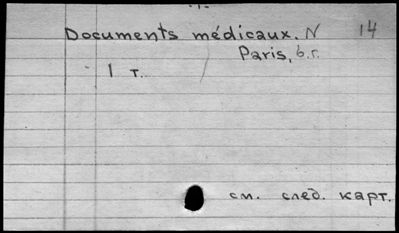 Documents médicaux. N 14
Paris, б.г.
1 т.
см. след. карт.